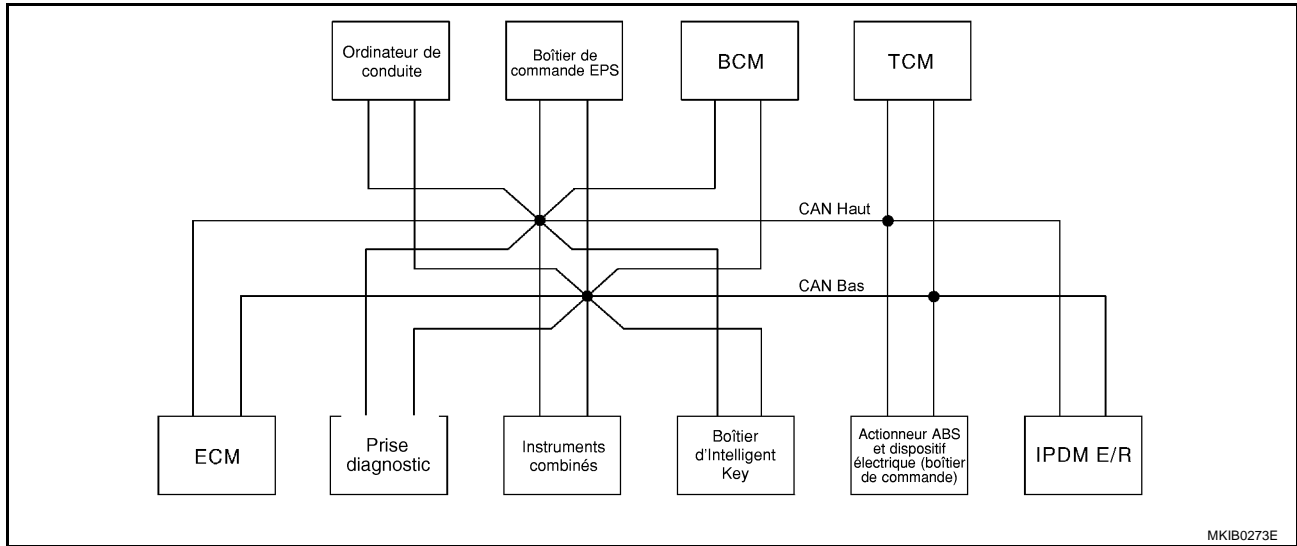 Ordinateur de
conduite
Boîtier de
commande EPS
BCM
TCM
CAN Haut
CAN Bas
ECM
Prise
diagnostic
Instruments
combinés
Boîtier
d'Intelligent
Key
Actionneur ABS
et dispositif
électrique (boîtier
de commande)
IPDM E/R
MKIB0273E